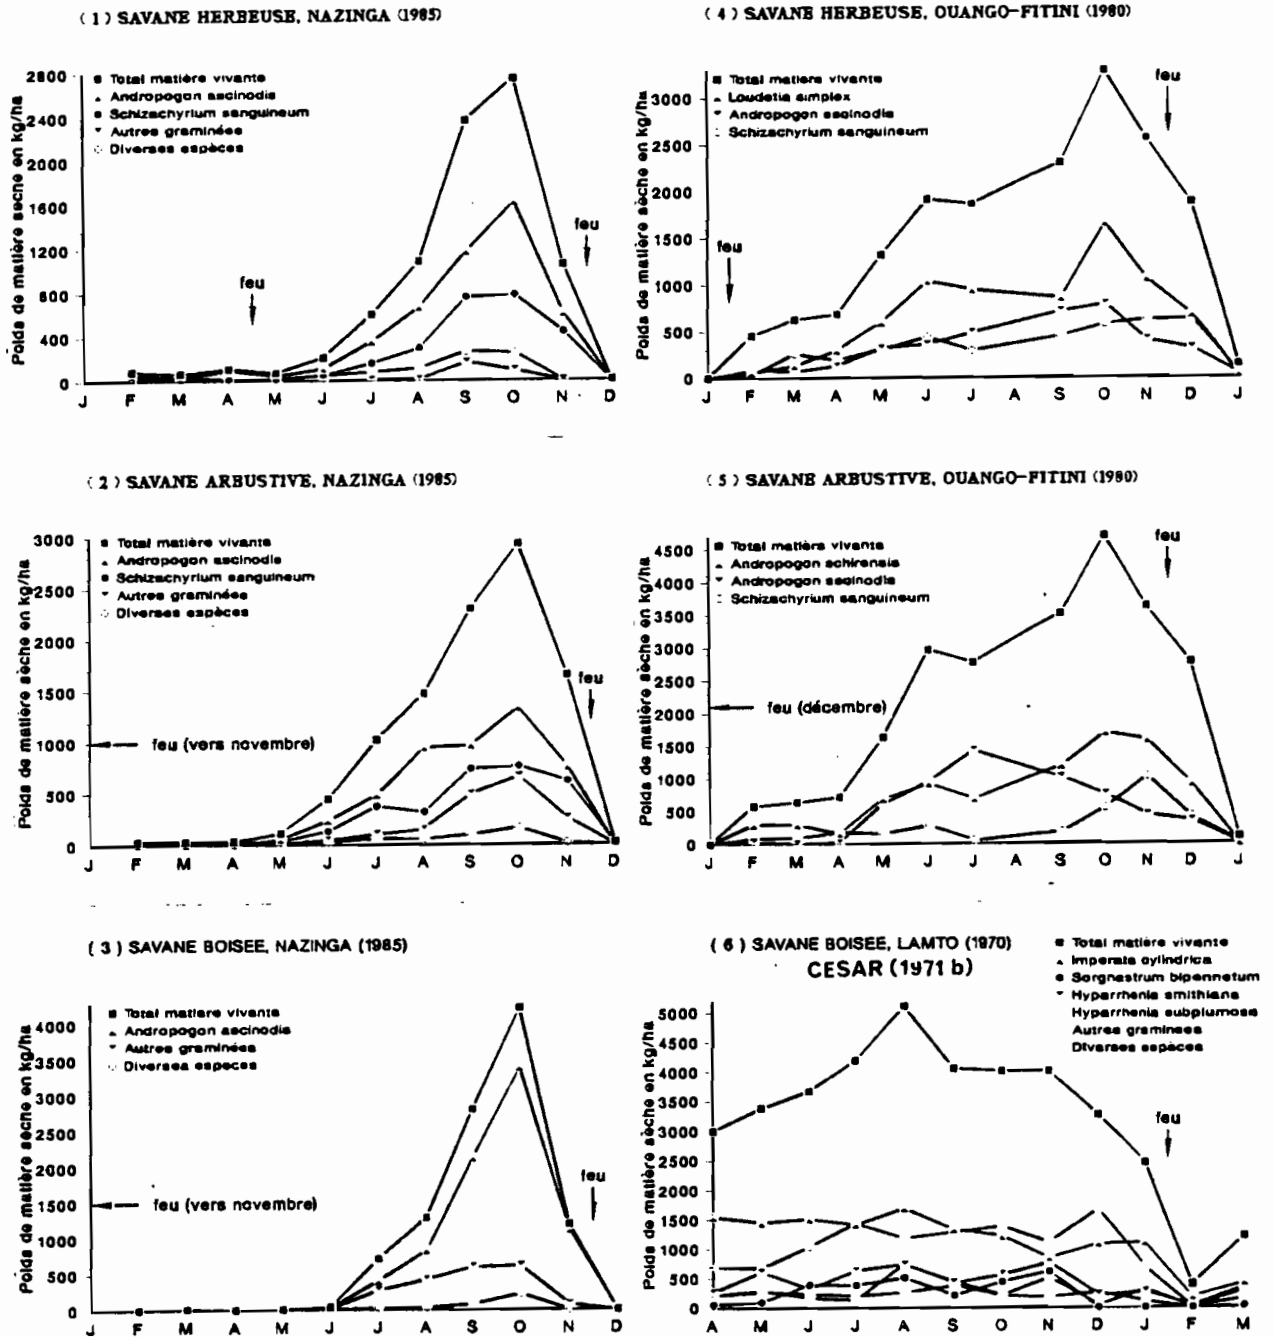 ( 1 ) SAVANE HERBEUSE, NAZINGA (1985)
Poids de matière sèche en kg/ha
2800
2400
2000
1600
1200
800
400
0
Total matière vivante
Andropogon ascinodis
Schizachyrium sanguineum
Autres graminées
Diverses espèces
feu
feu
J F M A M J J A S O N D
( 4 ) SAVANE HERBEUSE, OUANGO-FITINI (1980)
Poids de matière sèche en kg/ha
3000
2500
2000
1500
1000
500
0
Total matière vivante
Loudetia simplex
Andropogon ascinodis
Schizachyrium sanguineum
feu
feu
J F M A M J J A S O N D J
( 2 ) SAVANE ARBUSTIVE, NAZINGA (1985)
Poids de matière sèche en kg/ha
3000
2500
2000
1500
1000
500
0
Total matière vivante
Andropogon ascinodis
Schizachyrium sanguineum
Autres graminées
Diverses espèces
feu
feu (vers novembre)
J F M A M J J A S O N D
( 5 ) SAVANE ARBUSTIVE, OUANGO-FITINI (1980)
Poids de matière sèche en kg/ha
4500
4000
3500
3000
2500
2000
1500
1000
500
0
Total matière vivante
Andropogon schirensis
Andropogon ascinodis
Schizachyrium sanguineum
feu
feu (décembre)
J F M A M J J A S O N D J
( 3 ) SAVANE BOISEE, NAZINGA (1985)
Poids de matière sèche en kg/ha
4000
3500
3000
2500
2000
1500
1000
500
0
Total matiere vivante
Andropogon ascinodis
Autres graminées
Diverses especes
feu
feu (vers novembre)
J F M A M J J A S O N D
( 6 ) SAVANE BOISEE, LAMTO (1970)
CESAR (1971 b)
Poids de matière sèche en kg/ha
5000
4500
4000
3500
3000
2500
2000
1500
1000
500
0
Total matière vivante
Imperata cylindrica
Sorgnastrum bipennatum
Hyparrhenia smithiana
Hyparrhenia subplumosa
Autres graminees
Diverses espèces
feu
A M J J A S O N D J F M